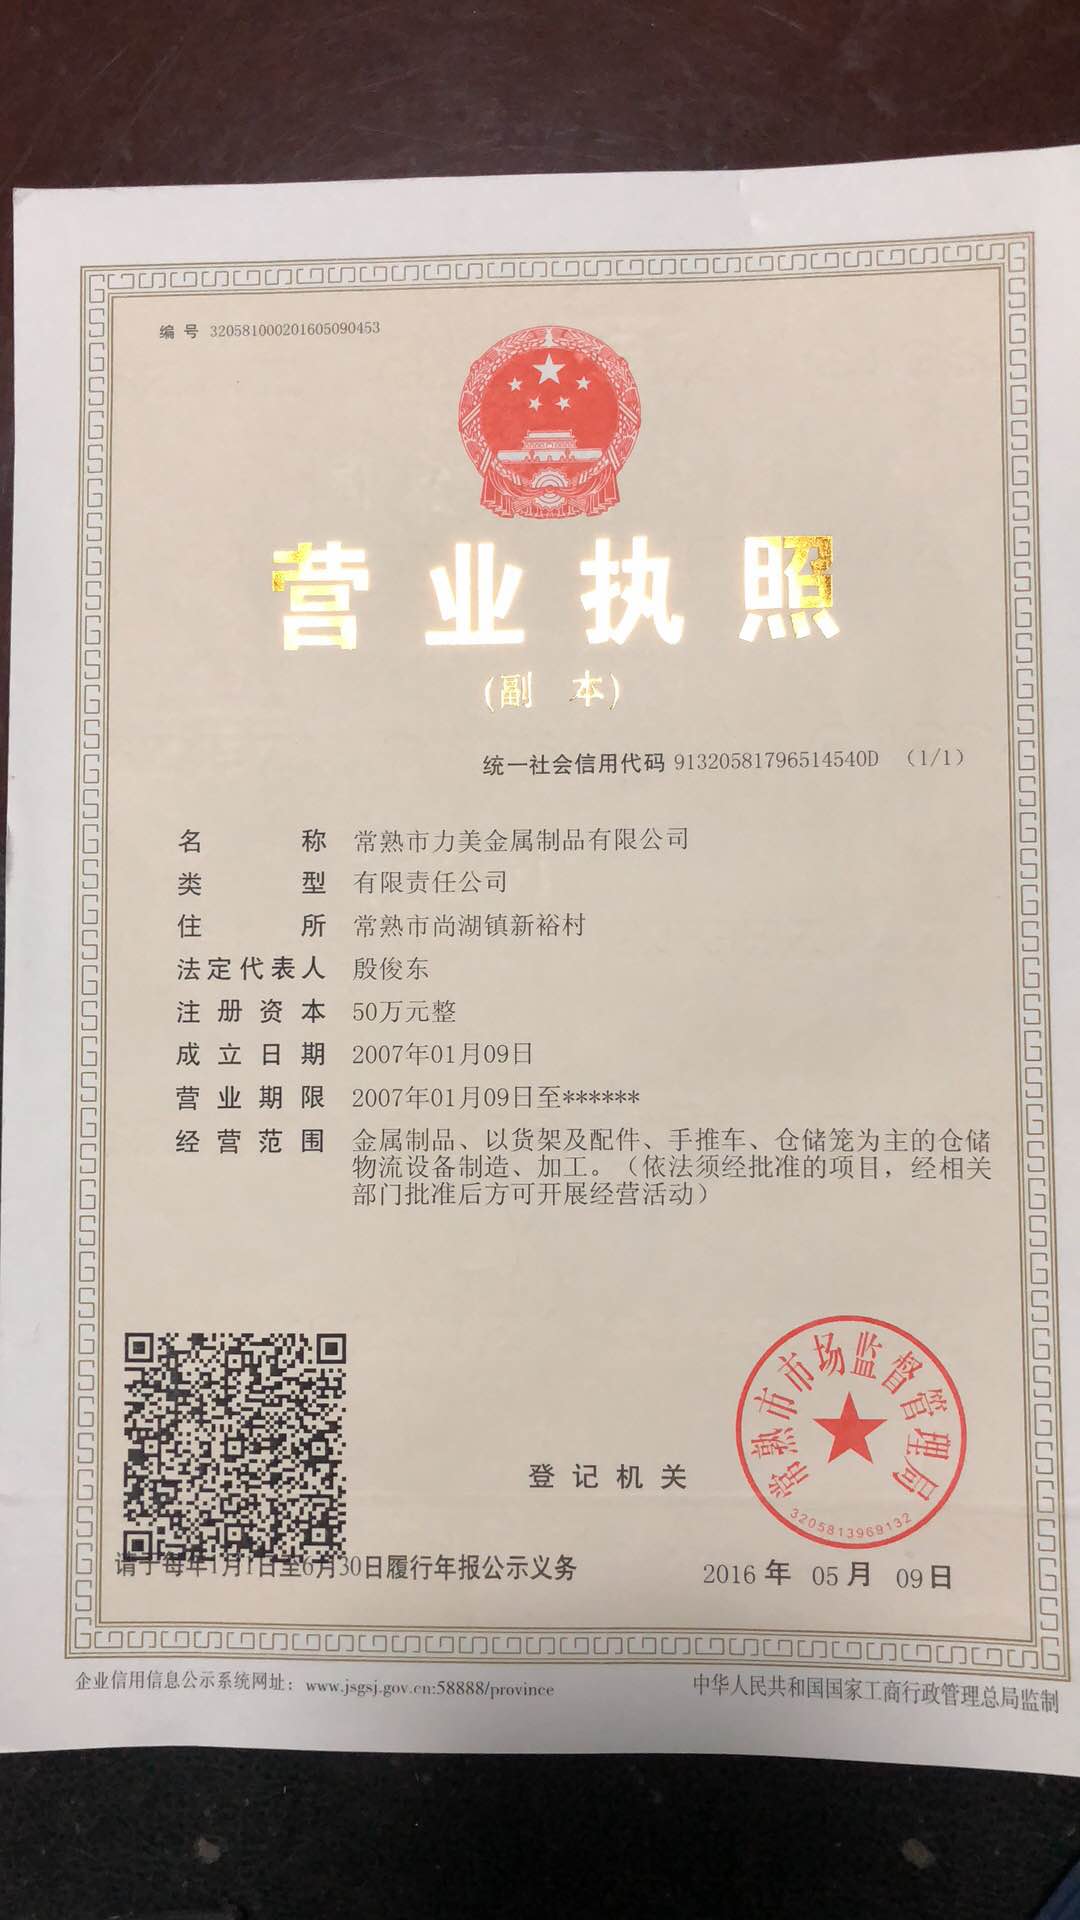 编 号 320581000201605090453
营业执照
(副 本)
统一社会信用代码 91320581796514540D （1/1）
名 称 常熟市力美金属制品有限公司
类 型 有限责任公司
住 所 常熟市尚湖镇新裕村
法定代表人 殷俊东
注 册 资 本 50万元整
成 立 日 期 2007年01月09日
营 业 期 限 2007年01月09日至******
经 营 范 围 金属制品、以货架及配件、手推车、仓储笼为主的仓储
物流设备制造、加工。（依法须经批准的项目，经相关
部门批准后方可开展经营活动）
常熟市市场监督管理局
3205813969132
登 记 机 关
请于每年1月1日至6月30日履行年报公示义务
2016 年 05 月 09 日
企业信用信息公示系统网址：www.jsgsj.gov.cn:58888/province
中华人民共和国国家工商行政管理总局监制